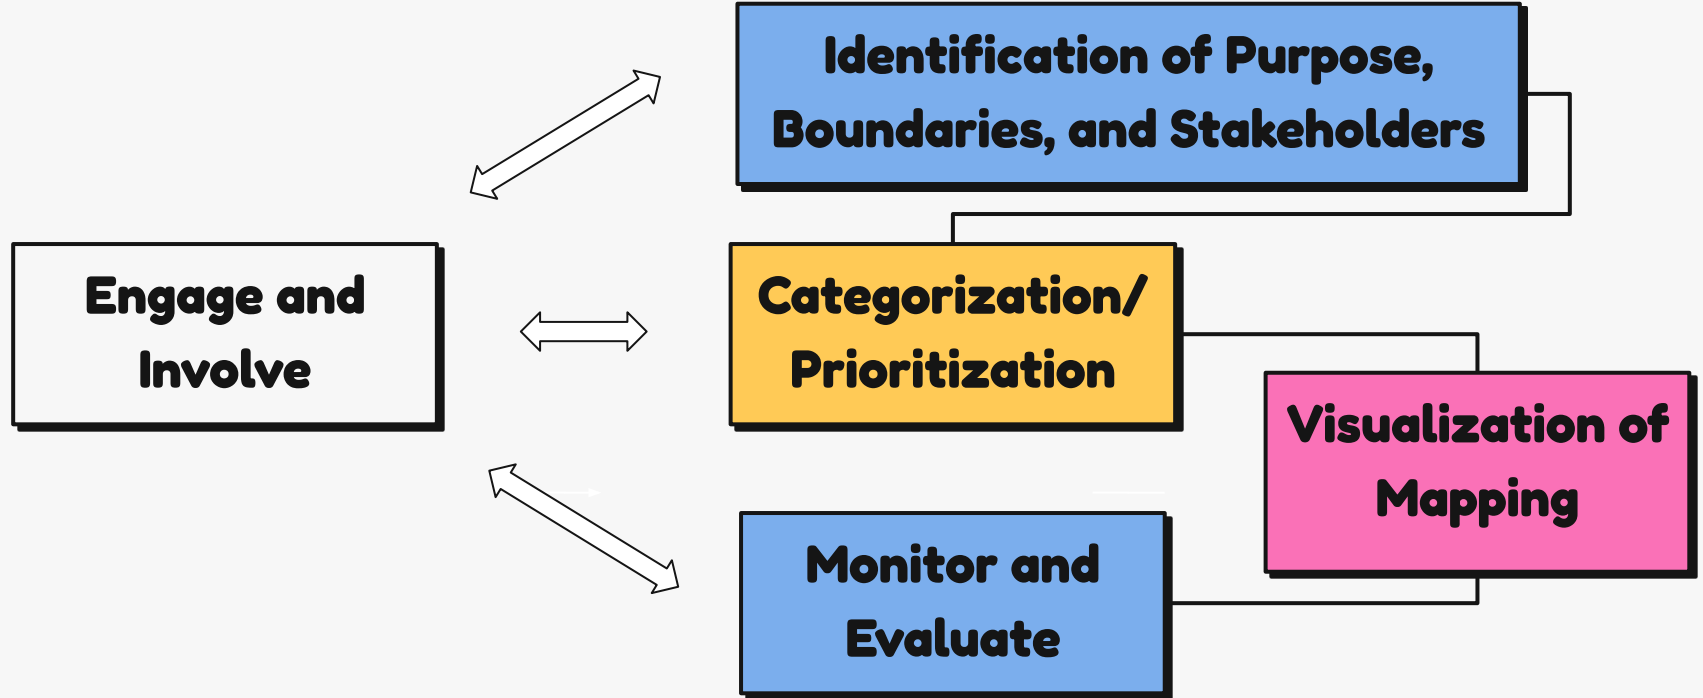 Identification of Purpose,
Boundaries, and Stakeholders
Engage and
Involve
Categorization/
Prioritization
Visualization of
Mapping
Monitor and
Evaluate